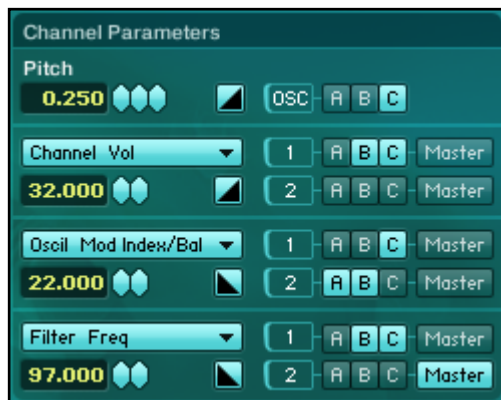 Channel Parameters
Pitch
0.250 OSC A B C
Channel Vol 1 A B C Master
32.000 2 A B C Master
Oscil Mod Index/Bal 1 A B C Master
22.000 2 A B C Master
Filter Freq 1 A B C Master
97.000 2 A B C Master